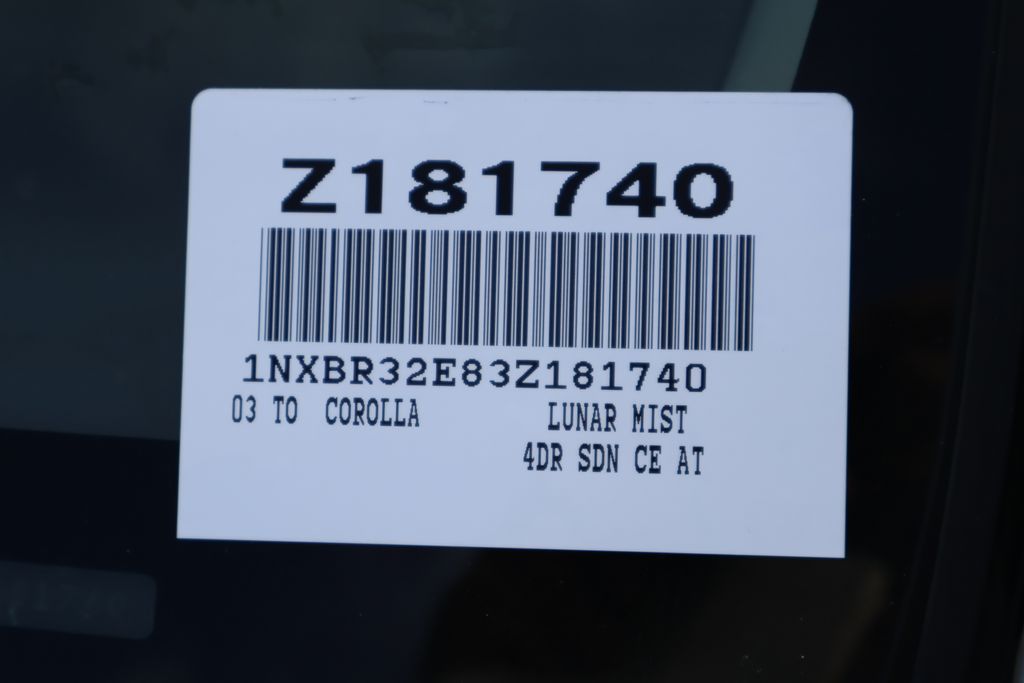 Z181740
1NXBR32E83Z181740
03 TO COROLLA LUNAR MIST
4DR SDN CE AT